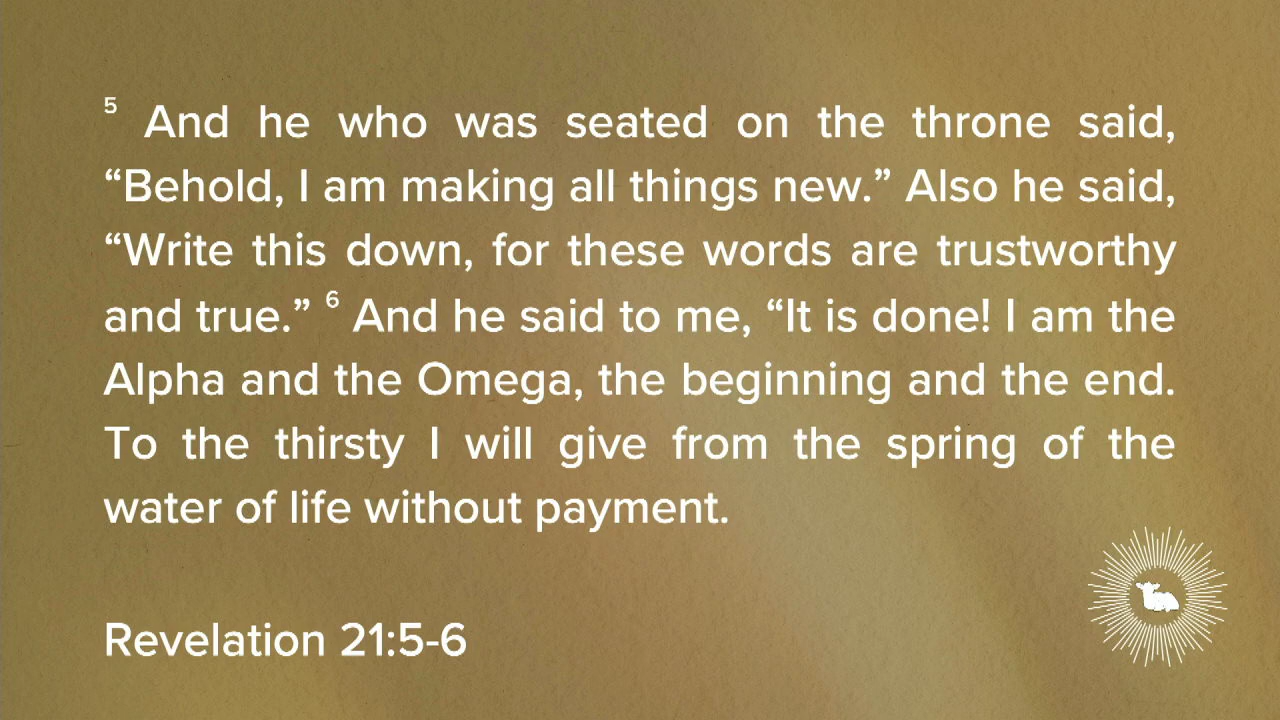 5 And he who was seated on the throne said,
“Behold, I am making all things new.” Also he said,
“Write this down, for these words are trustworthy
and true.” 6 And he said to me, “It is done! I am the
Alpha and the Omega, the beginning and the end.
To the thirsty I will give from the spring of the
water of life without payment.
Revelation 21:5-6